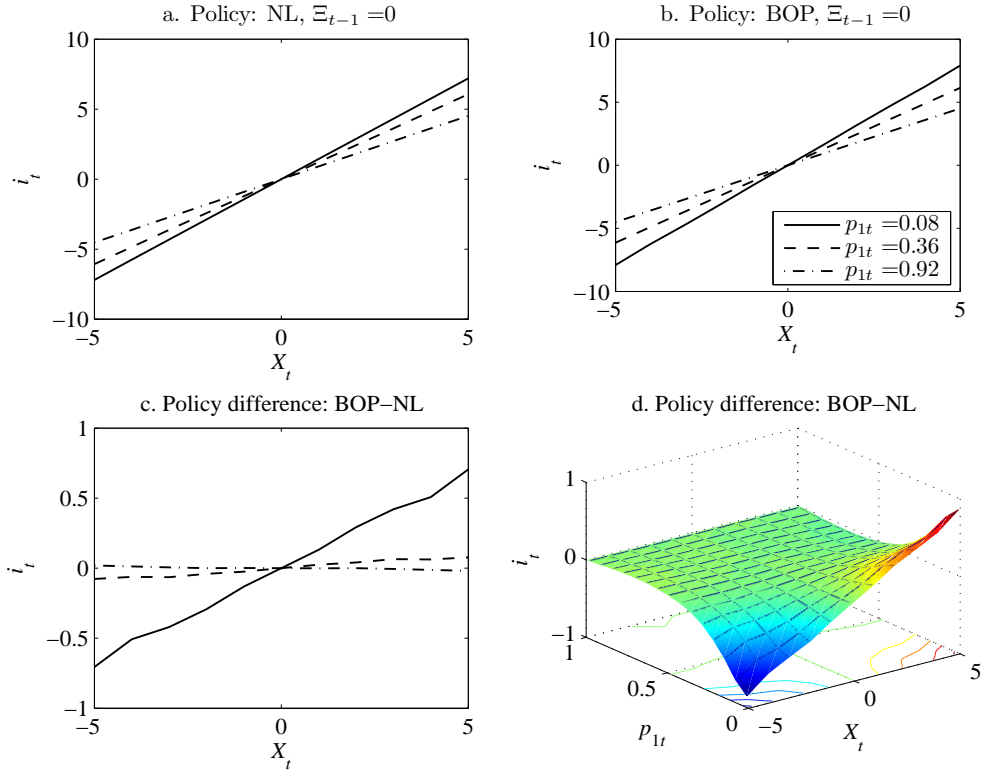 a. Policy: NL, Ξ_{t−1} =0
10
5
0
−5
−10
i_t
−5
0
5
X_t
b. Policy: BOP, Ξ_{t−1} =0
10
5
0
−5
−10
i_t
−5
0
5
X_t
p_{1t} =0.08
p_{1t} =0.36
p_{1t} =0.92
c. Policy difference: BOP−NL
1
0.5
0
−0.5
−1
i_t
−5
0
5
X_t
d. Policy difference: BOP−NL
1
0
−1
i_t
1
0.5
0
p_{1t}
−5
0
5
X_t